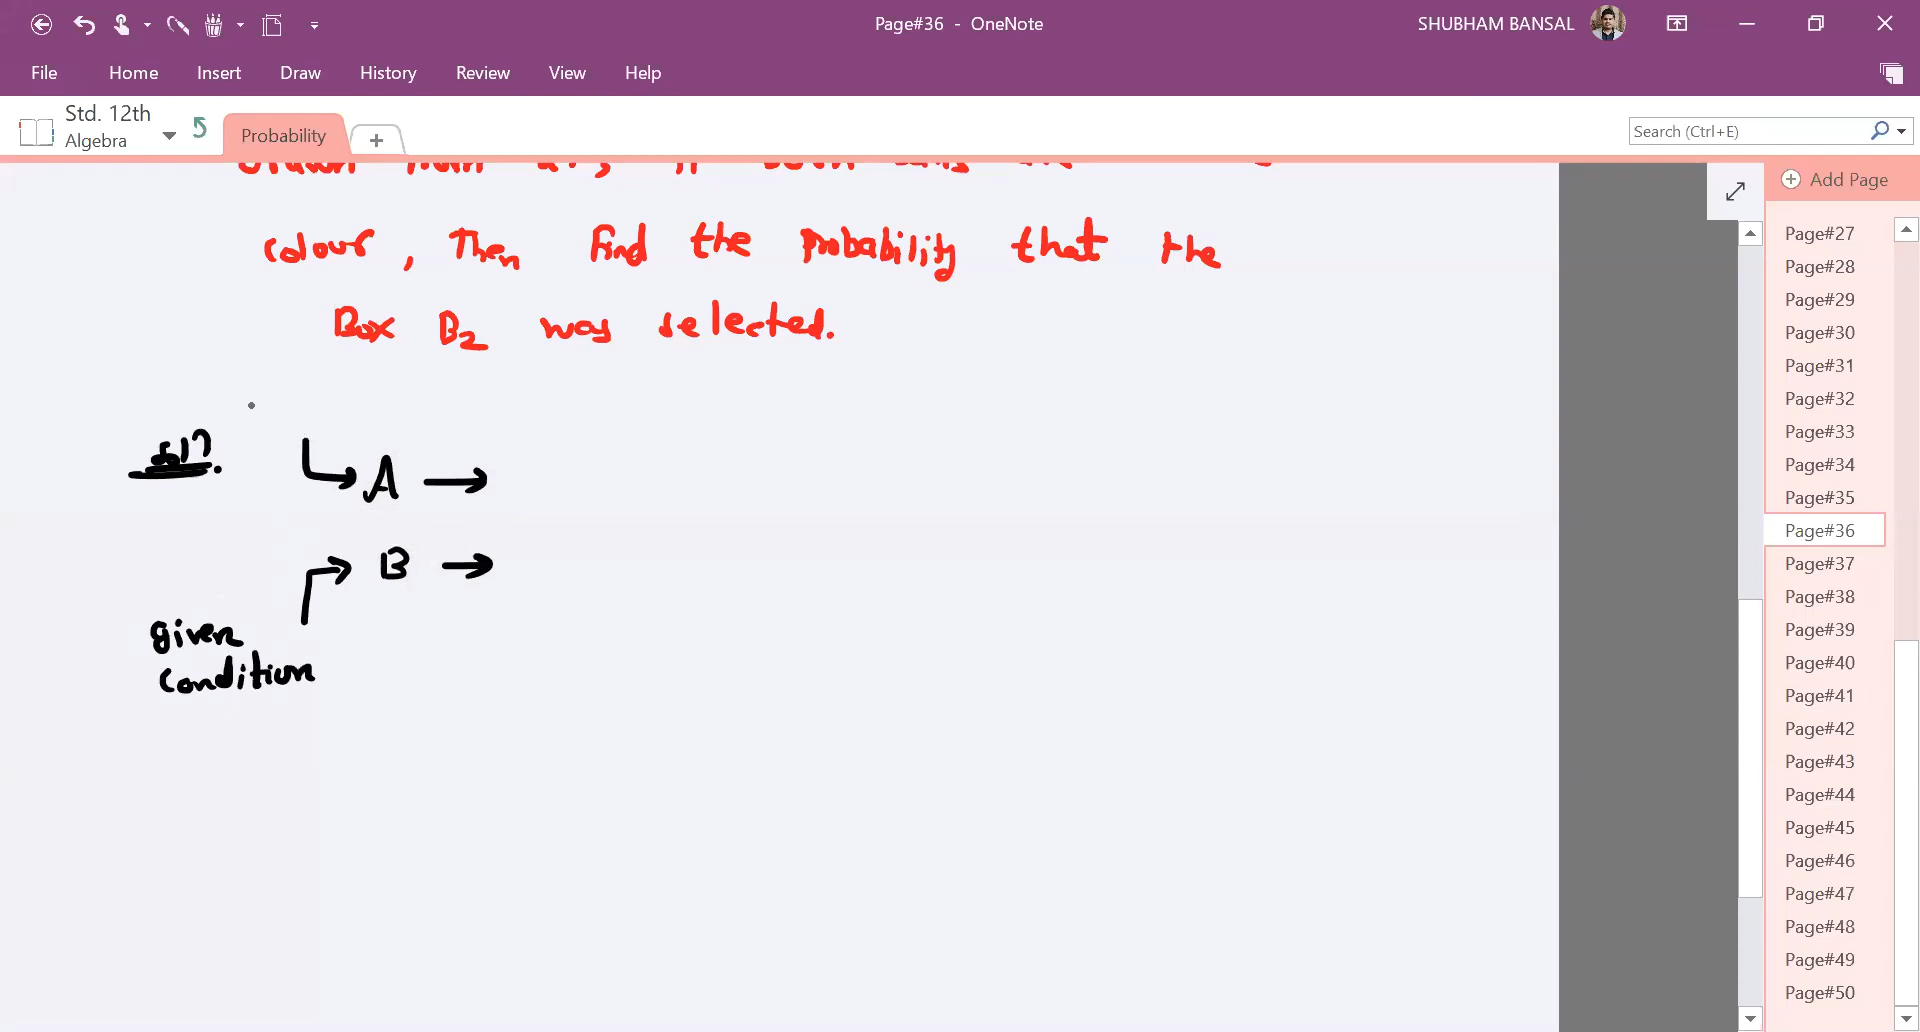 Page#36 - OneNote
SHUBHAM BANSAL
File Home Insert Draw History Review View Help
Std. 12th
Algebra
Probability
Search (Ctrl+E)
Add Page
colour, Then find the probability that the
Box B2 was selected.
Sol?.
A →
B →
given
condition
Page#27
Page#28
Page#29
Page#30
Page#31
Page#32
Page#33
Page#34
Page#35
Page#36
Page#37
Page#38
Page#39
Page#40
Page#41
Page#42
Page#43
Page#44
Page#45
Page#46
Page#47
Page#48
Page#49
Page#50